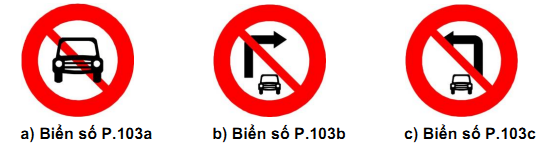 a) Biển số P.103a
b) Biển số P.103b
c) Biển số P.103c